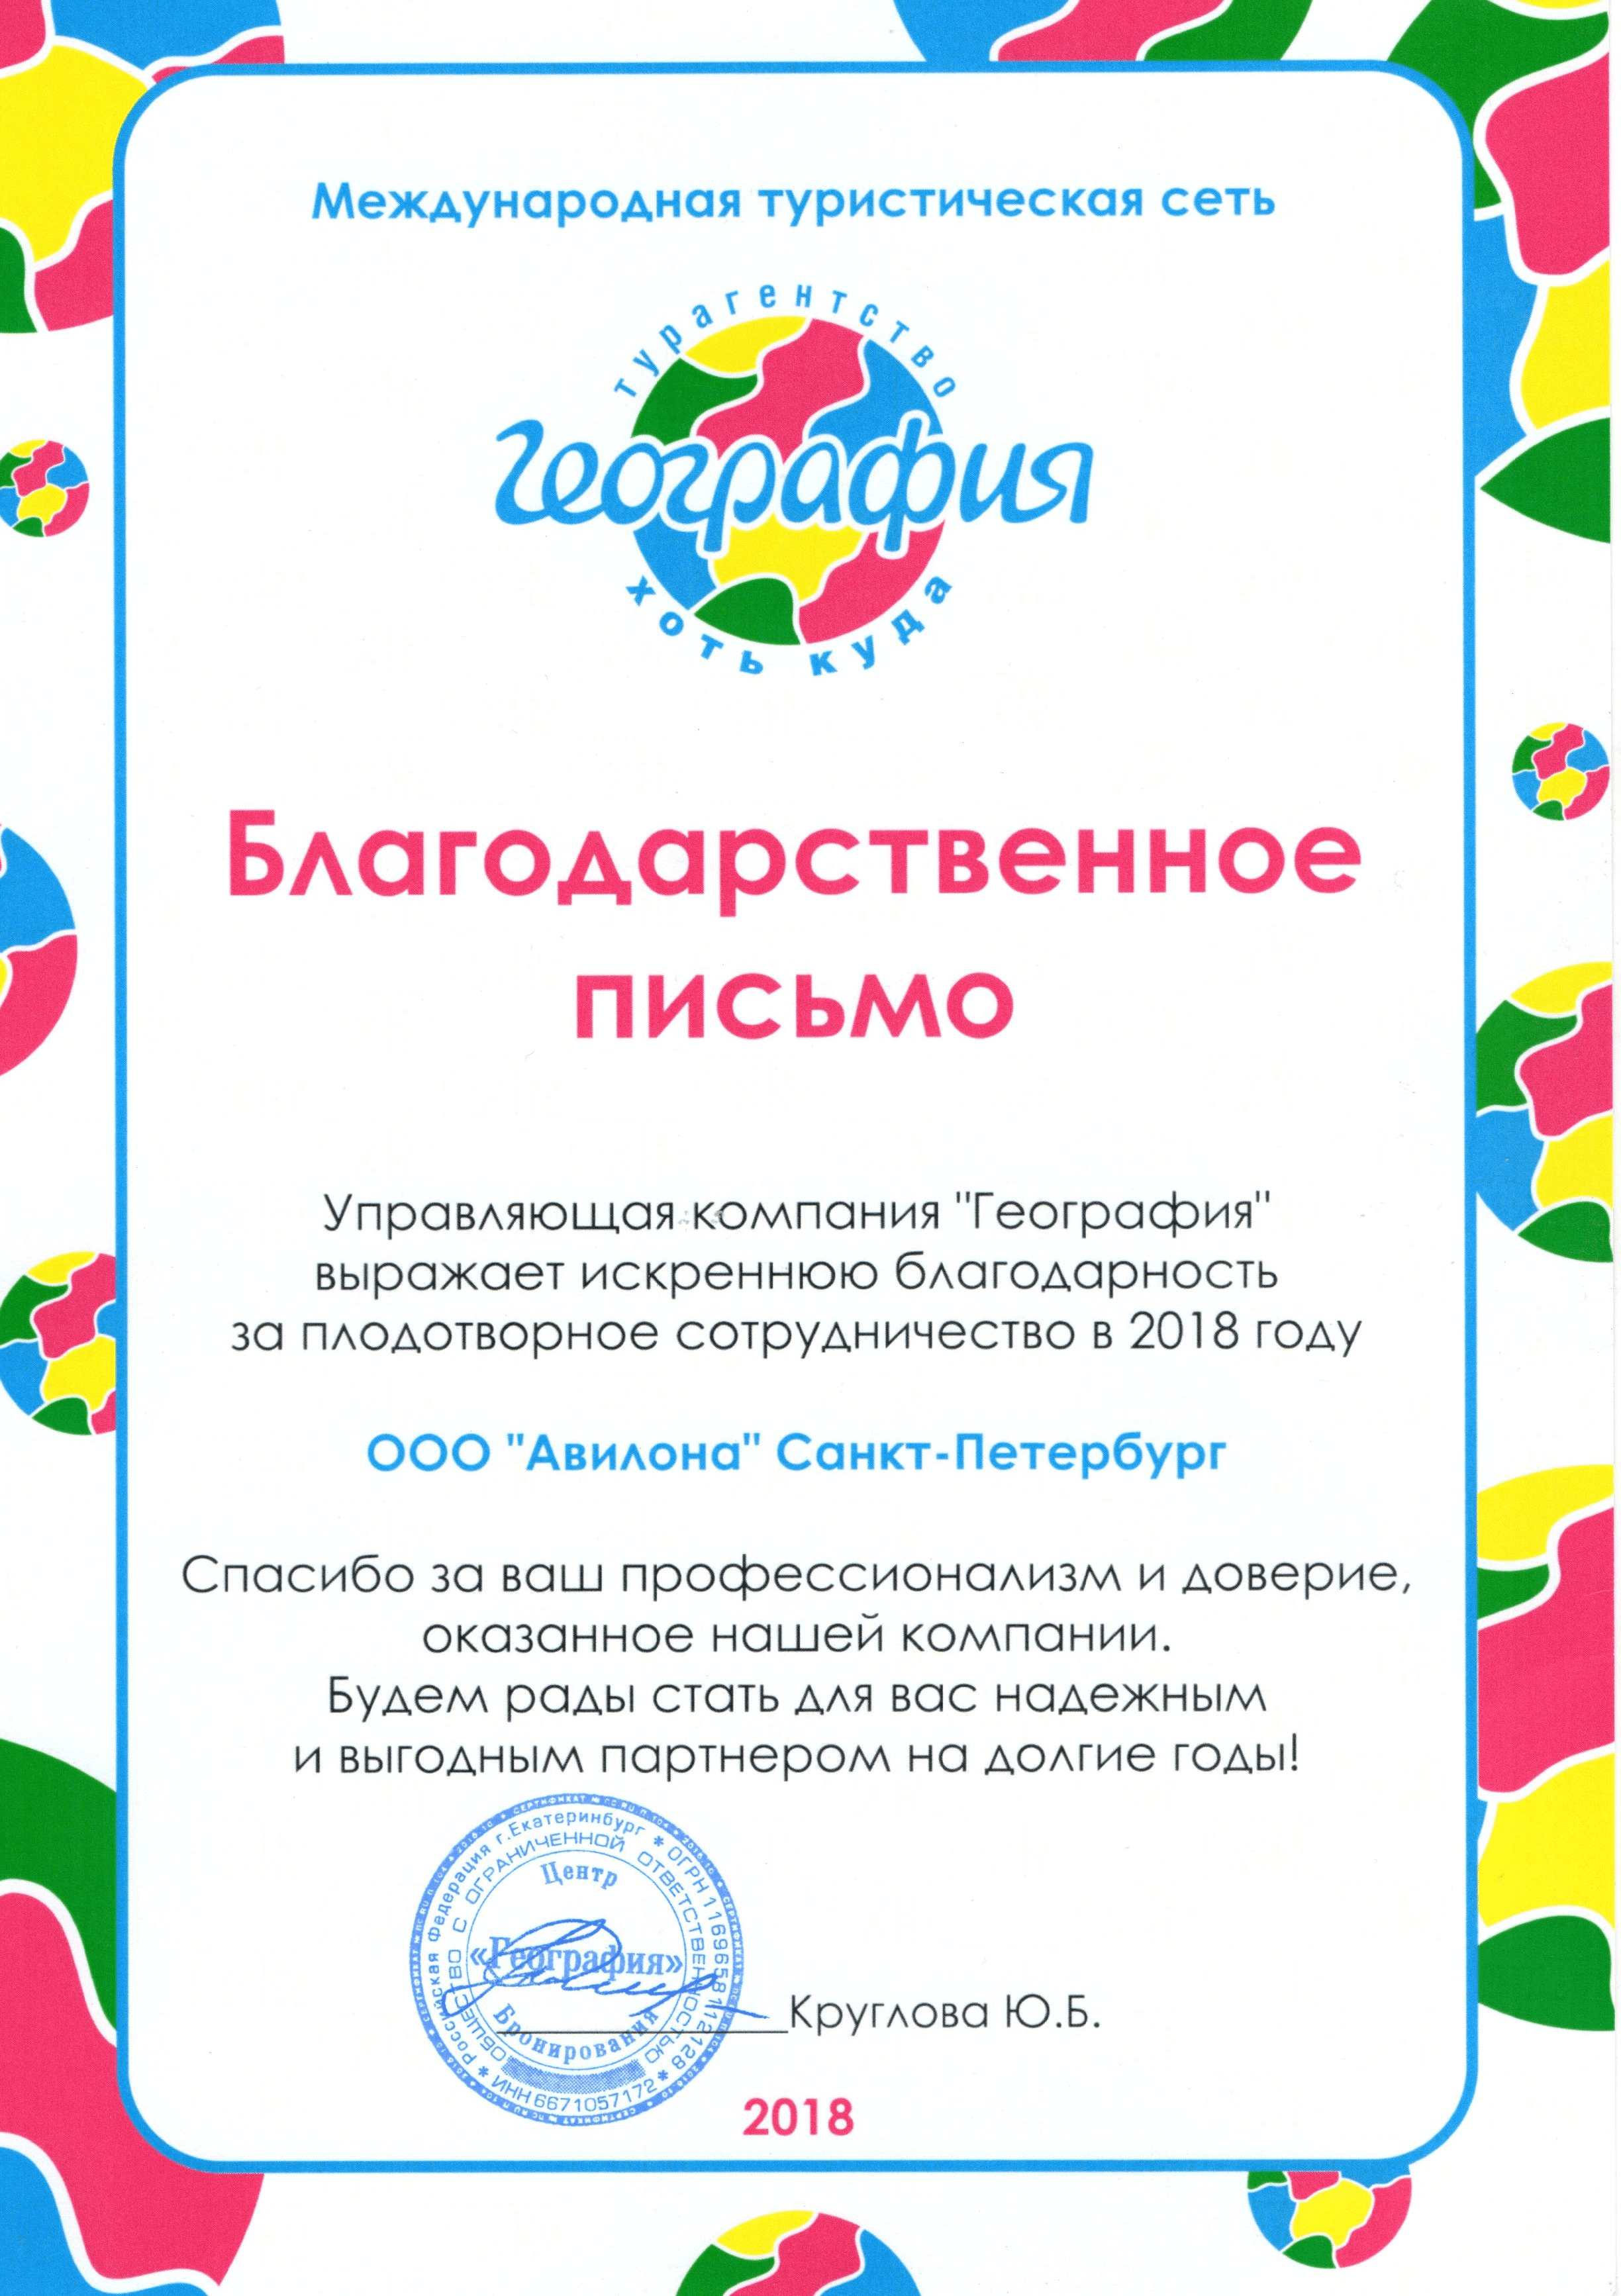 Международная туристическая сеть
турагентство
география
хоть куда
Благодарственное
письмо
Управляющая компания "География"
выражает искреннюю благодарность
за плодотворное сотрудничество в 2018 году
ООО "Авилона" Санкт-Петербург
Спасибо за ваш профессионализм и доверие,
оказанное нашей компании.
Будем рады стать для вас надежным
и выгодным партнером на долгие годы!
Российская Федерация г.Екатеринбург * ОГРН 1169658112128 * ИНН 6671057172 *
ОБЩЕСТВО С ОГРАНИЧЕННОЙ ОТВЕТСТВЕННОСТЬЮ
Центр
«География»
Бронирования
Круглова Ю.Б.
2018